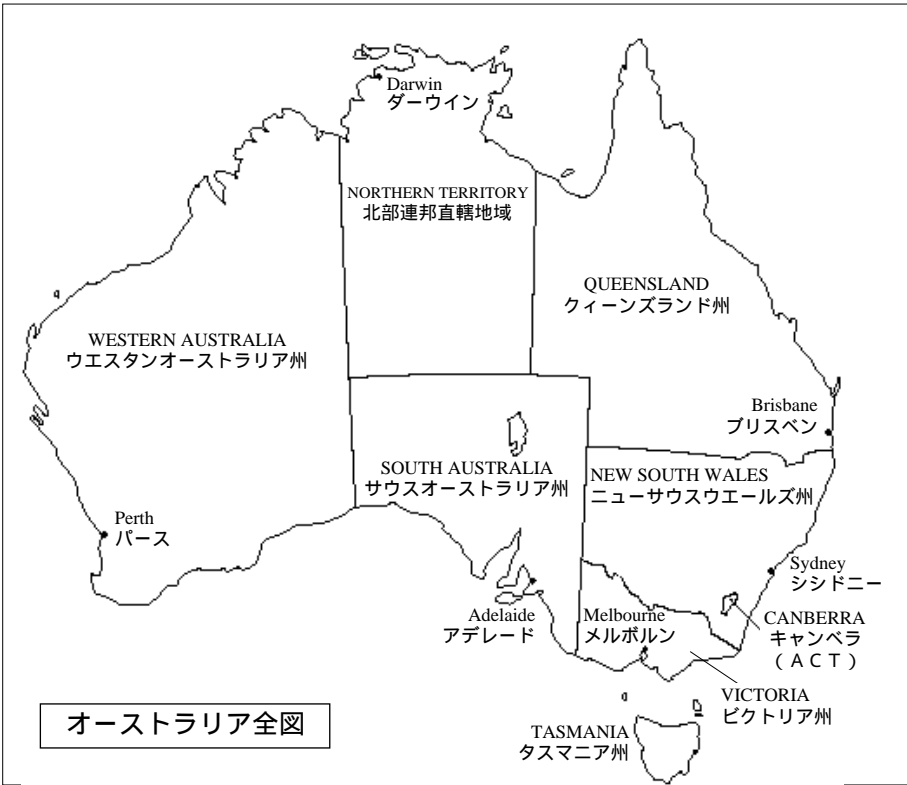 Darwin
ダーウイン
NORTHERN TERRITORY
北部連邦直轄地域
QUEENSLAND
クィーンズランド州
WESTERN AUSTRALIA
ウエスタンオーストラリア州
Brisbane
ブリスベン
SOUTH AUSTRALIA
サウスオーストラリア州
NEW SOUTH WALES
ニューサウスウエールズ州
Perth
パース
Sydney
シシドニー
Adelaide
アデレード
Melbourne
メルボルン
CANBERRA
キャンベラ
(ACT)
VICTORIA
ビクトリア州
オーストラリア全図
TASMANIA
タスマニア州